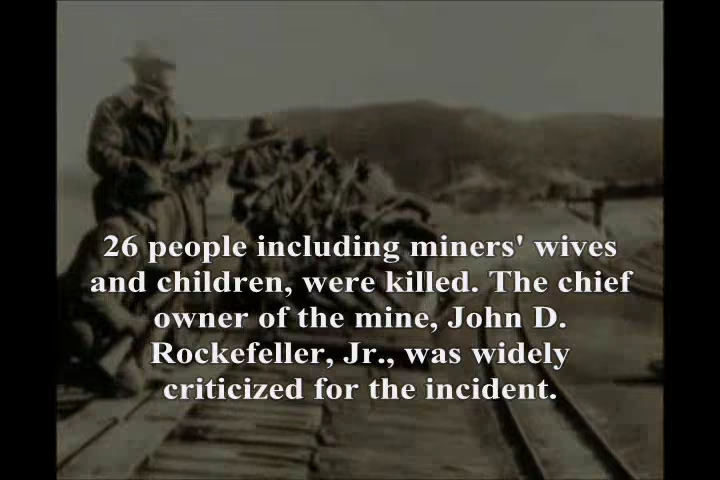 26 people including miners' wives
and children, were killed. The chief
owner of the mine, John D.
Rockefeller, Jr., was widely
criticized for the incident.